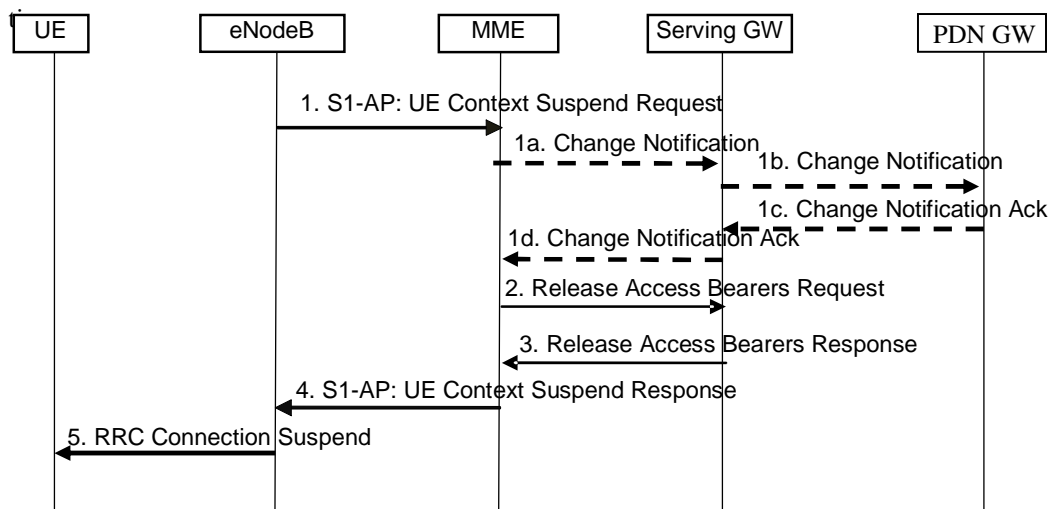 ti
UE
eNodeB
MME
Serving GW
PDN GW
1. S1-AP: UE Context Suspend Request
1a. Change Notification
1b. Change Notification
1c. Change Notification Ack
1d. Change Notification Ack
2. Release Access Bearers Request
3. Release Access Bearers Response
4. S1-AP: UE Context Suspend Response
5. RRC Connection Suspend